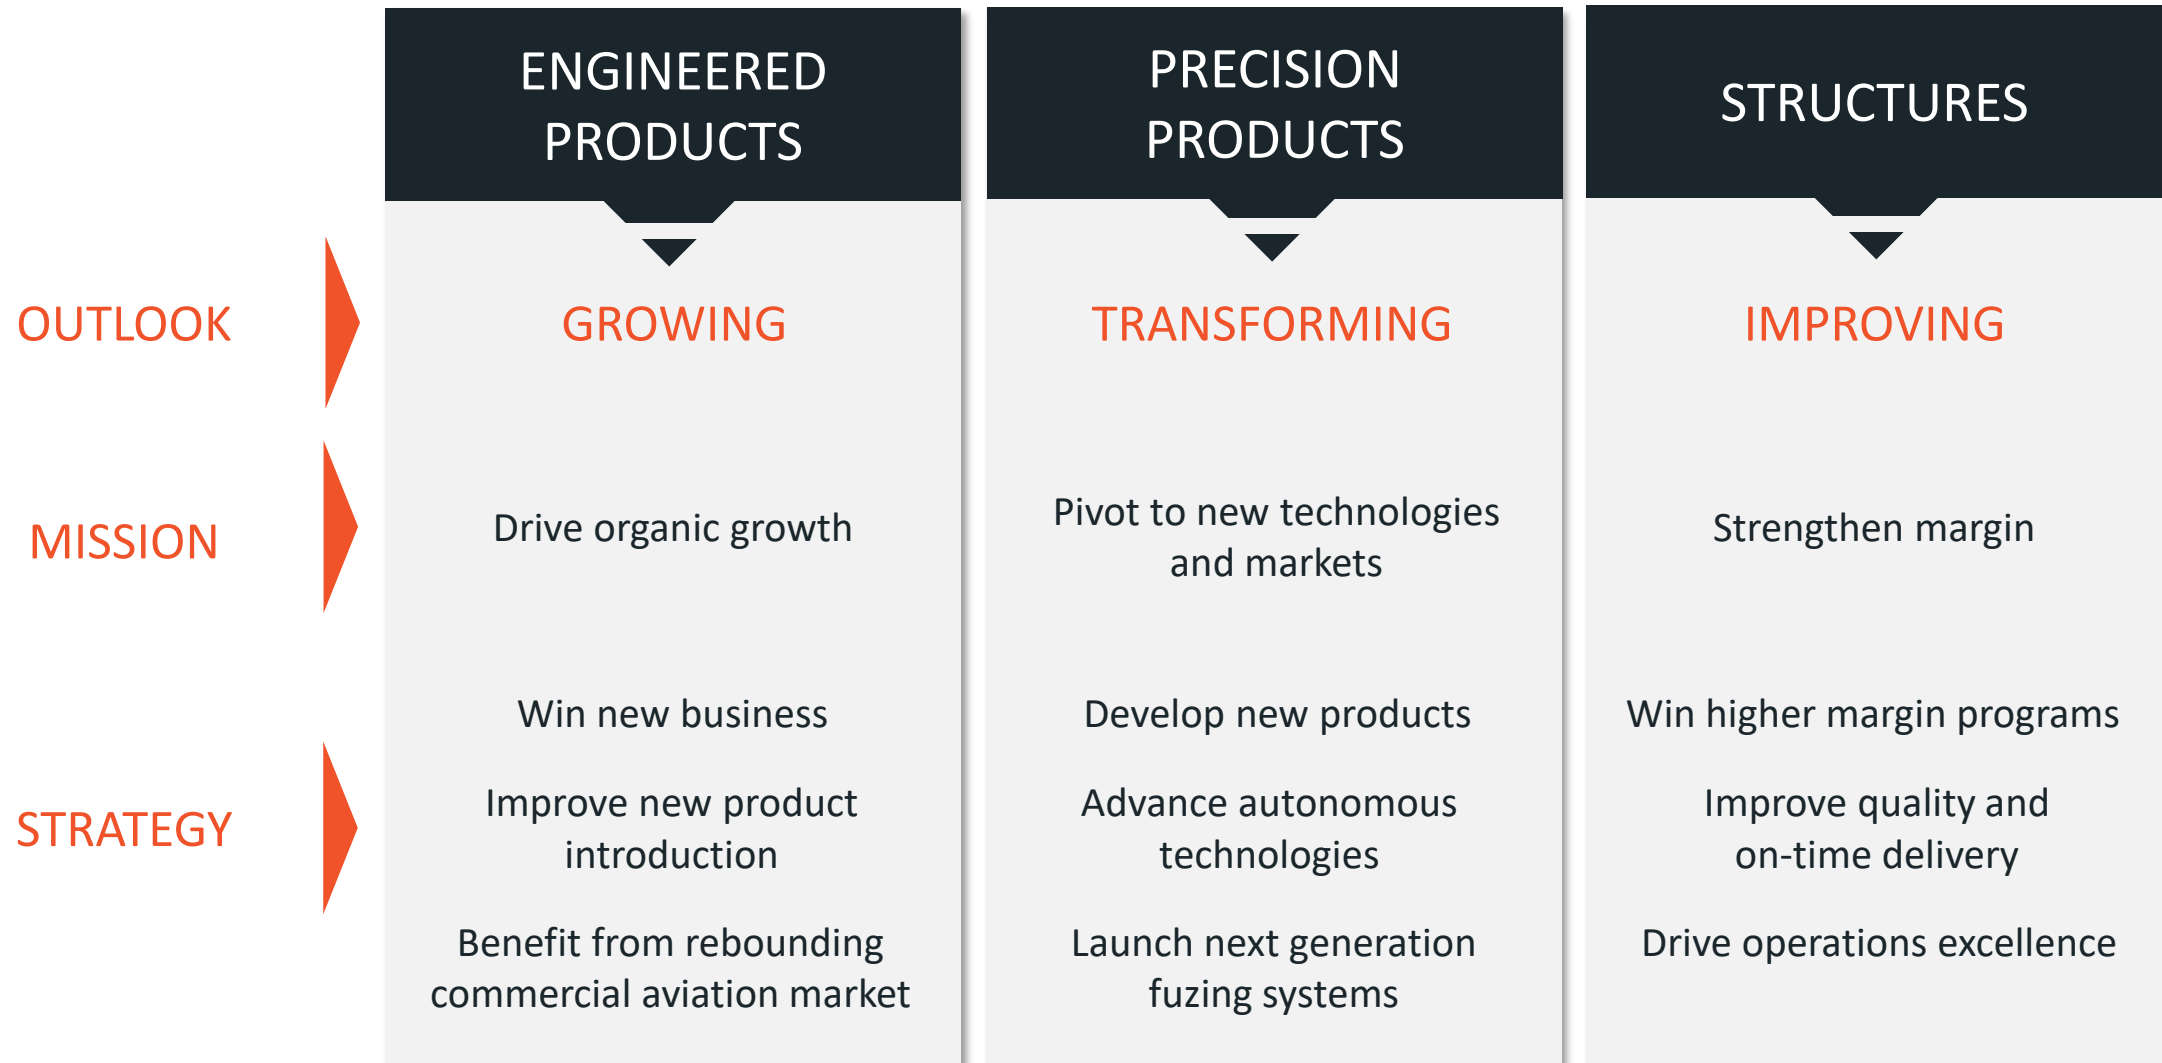 ENGINEERED
PRODUCTS
PRECISION
PRODUCTS
STRUCTURES
OUTLOOK
GROWING
TRANSFORMING
IMPROVING
MISSION
Drive organic growth
Pivot to new technologies
and markets
Strengthen margin
STRATEGY
Win new business
Improve new product
introduction
Benefit from rebounding
commercial aviation market
Develop new products
Advance autonomous
technologies
Launch next generation
fuzing systems
Win higher margin programs
Improve quality and
on-time delivery
Drive operations excellence